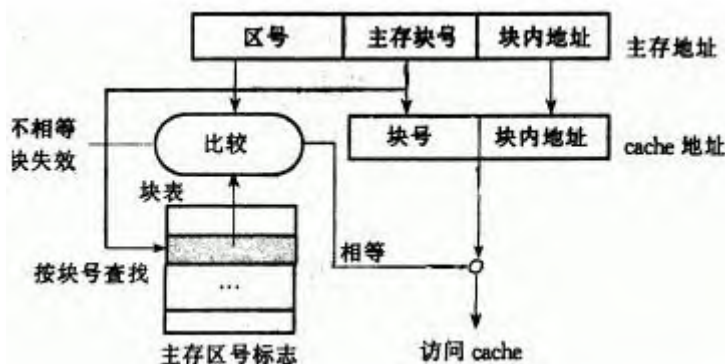 区号 主存块号 块内地址 主存地址
不相等
块失效
比较
块号 块内地址 cache 地址
块表
相等
按块号查找
…
主存区号标志
访问 cache